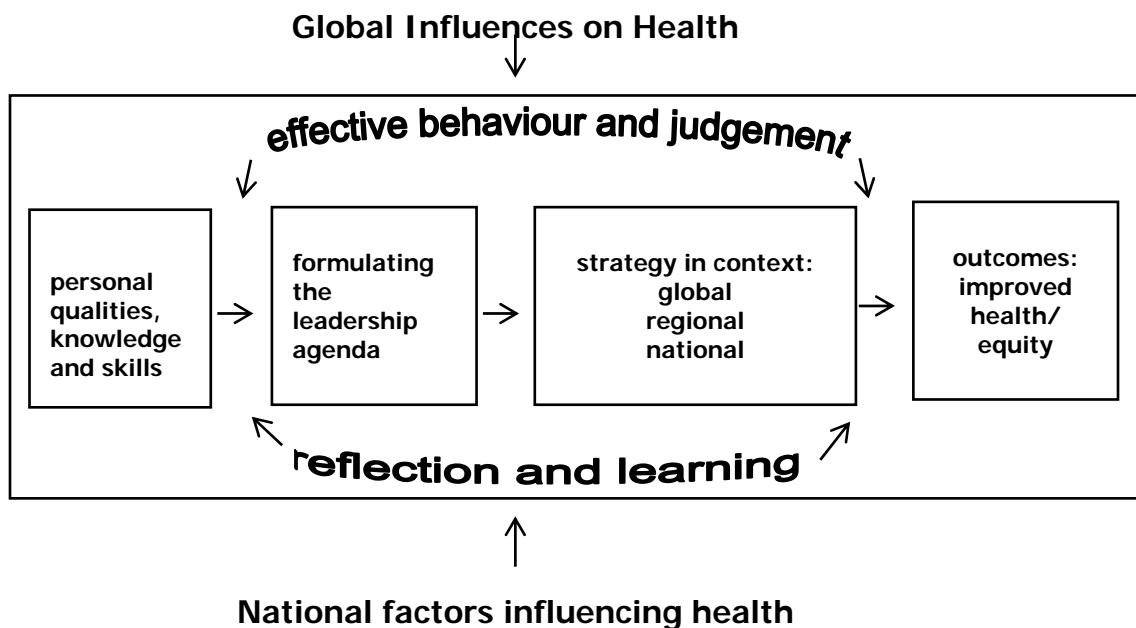 Global Influences on Health
effective behaviour and judgement
personal
qualities,
knowledge
and skills
formulating
the
leadership
agenda
strategy in context:
global
regional
national
outcomes:
improved
health/
equity
reflection and learning
National factors influencing health